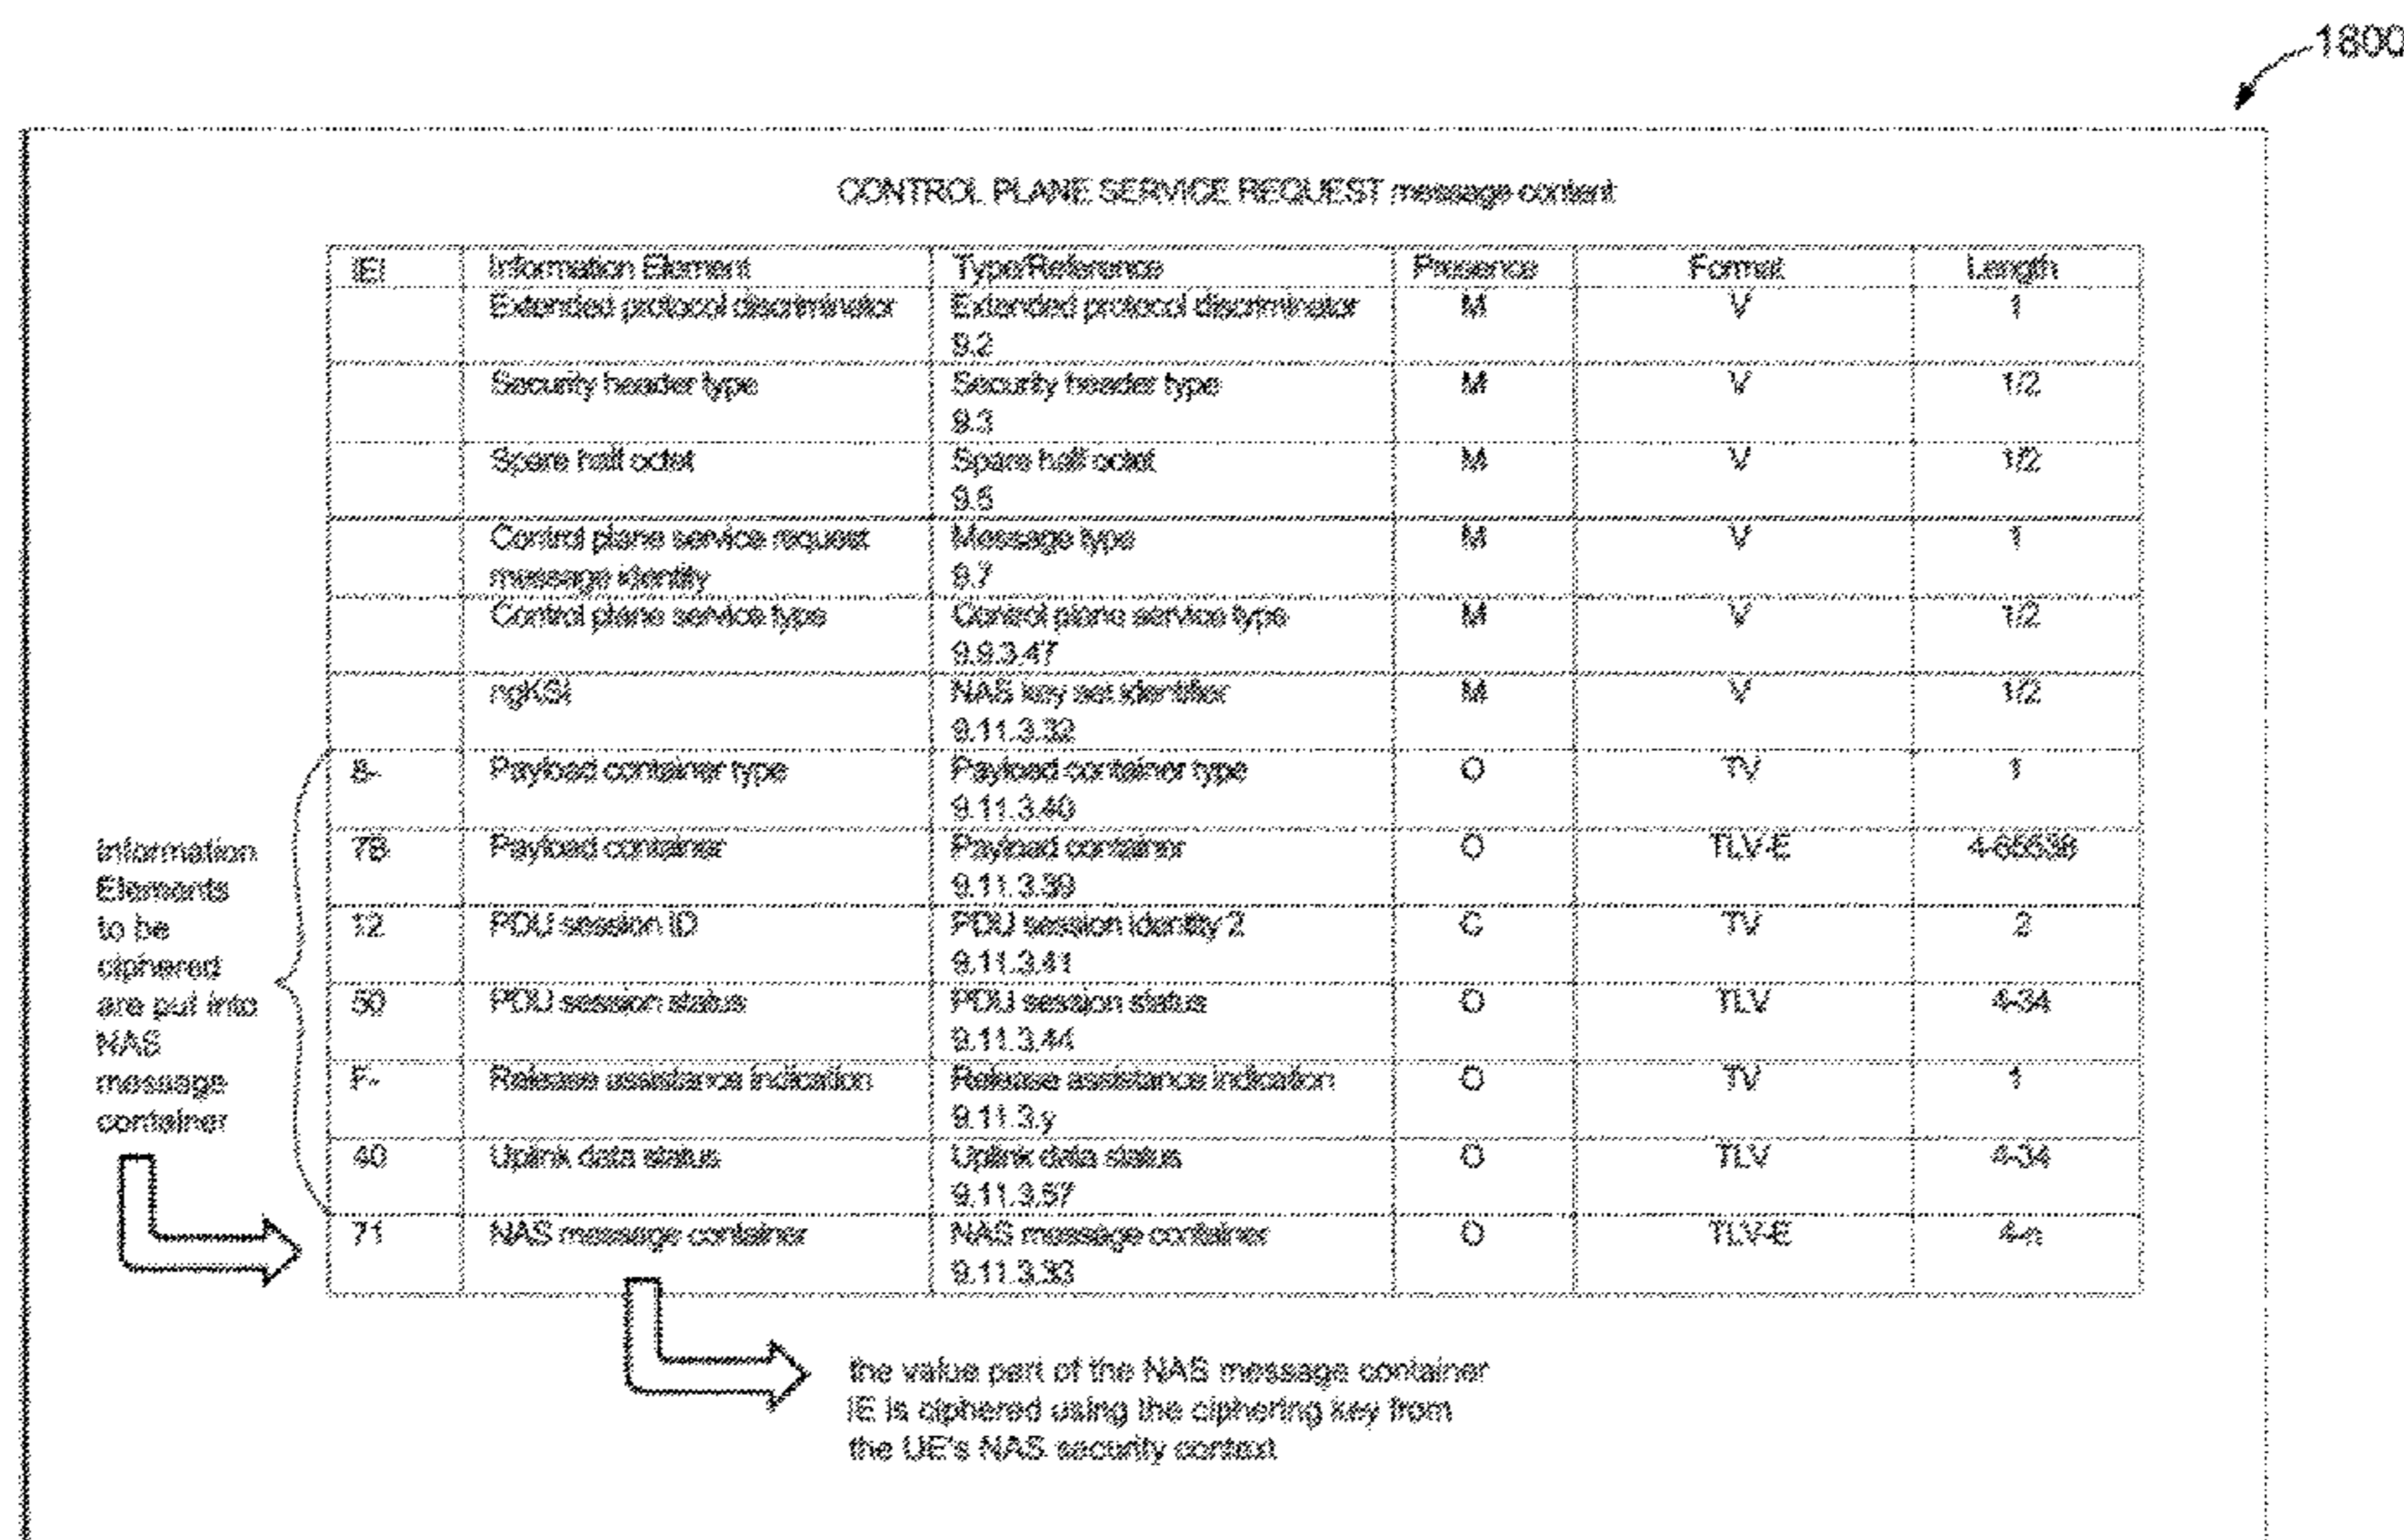 1800
CONTROL PLANE SERVICE REQUEST message content
IEI Information Element Type/Reference Presence Format Length
Extended protocol discriminator Extended protocol discriminator M V 1
9.2
Security header type Security header type M V 1/2
9.3
Spare half octet Spare half octet M V 1/2
9.5
Control plane service request Message type M V 1
message identity 9.7
Control plane service type Control plane service type M V 1/2
9.9.3.47
ngKSI NAS key set identifier M V 1/2
9.11.3.32
8- Payload container type Payload container type O TV 1
9.11.3.40
7B Payload container Payload container O TLV-E 4-65538
9.11.3.39
12 PDU session ID PDU session identity 2 C TV 2
9.11.3.41
50 PDU session status PDU session status O TLV 4-34
9.11.3.44
F- Release assistance indication Release assistance indication O TV 1
9.11.3.y
40 Uplink data status Uplink data status O TLV 4-34
9.11.3.57
71 NAS message container NAS message container O TLV-E 4-n
9.11.3.33
Information
Elements
to be
ciphered
are put into
NAS
message
container
the value part of the NAS message container
IE is ciphered using the ciphering key from
the UE's NAS security context